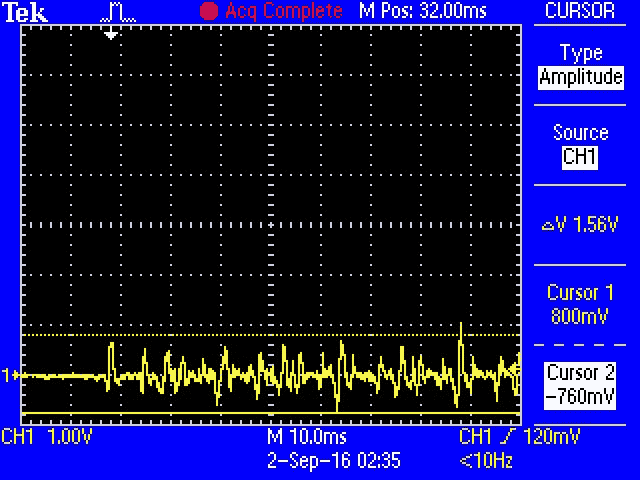 Tek Acq Complete M Pos: 32.00ms CURSOR
Type
Amplitude
Source
CH1
△V 1.56V
Cursor 1
800mV
Cursor 2
-760mV
1
CH1 1.00V M 10.0ms CH1 120mV
2-Sep-16 02:35 <10Hz